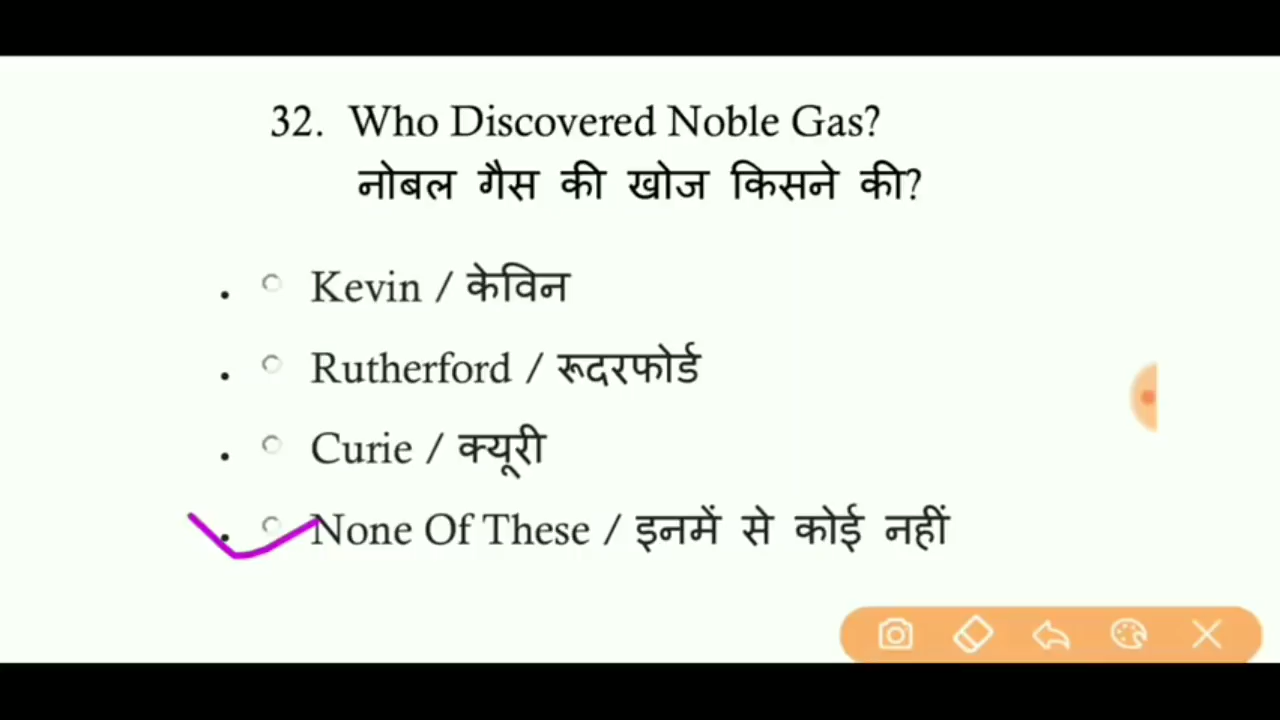 32. Who Discovered Noble Gas?
नोबल गैस की खोज किसने की?
. Kevin / केविन
. Rutherford / रूदरफोर्ड
. Curie / क्यूरी
. None Of These / इनमें से कोई नहीं